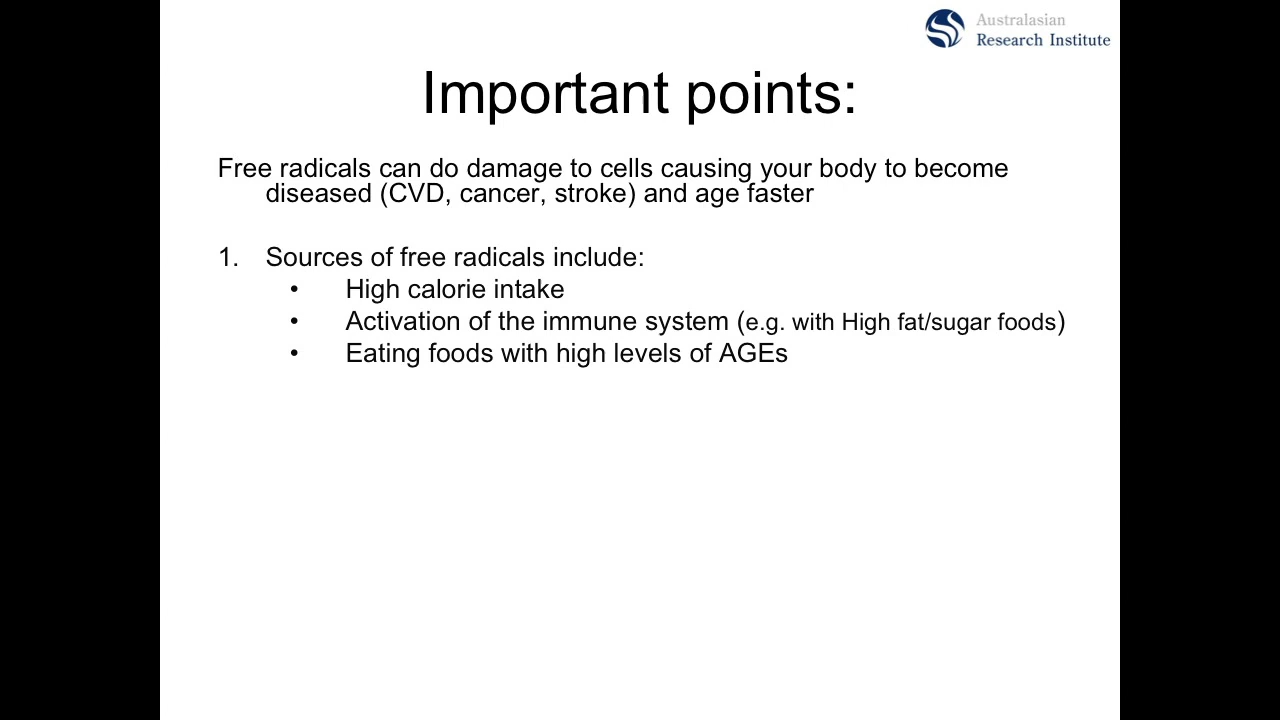 Australasian
Research Institute
Important points:
Free radicals can do damage to cells causing your body to become
diseased (CVD, cancer, stroke) and age faster
1. Sources of free radicals include:
• High calorie intake
• Activation of the immune system (e.g. with High fat/sugar foods)
• Eating foods with high levels of AGEs